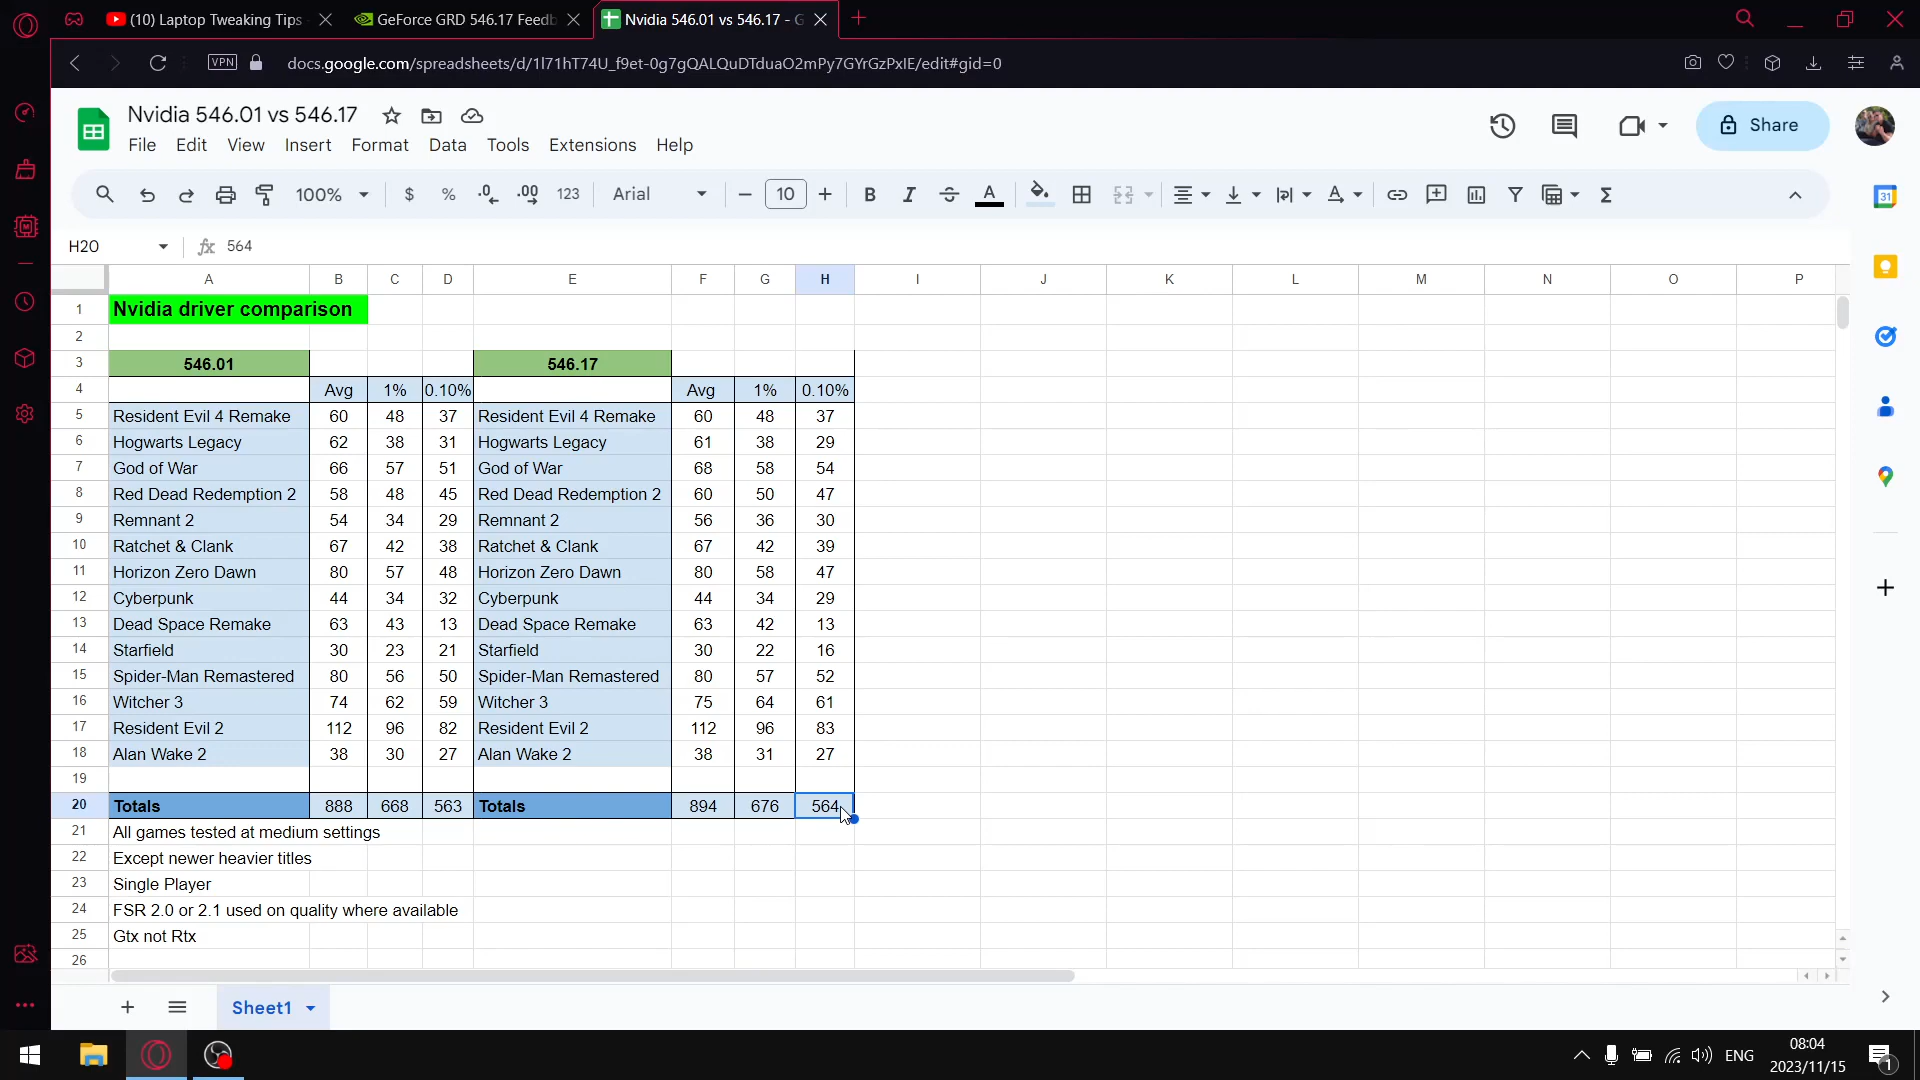 (10) Laptop Tweaking Tips
GeForce GRD 546.17 Feedb
Nvidia 546.01 vs 546.17 - G
VPN
docs.google.com/spreadsheets/d/1l71hT74U_f9et-0g7gQALQuDTduaO2mPy7GYrGzPxIE/edit#gid=0
Nvidia 546.01 vs 546.17
File Edit View Insert Format Data Tools Extensions Help
Share
100% $ % .0 .00 123 Arial 10 B I A Σ
31
H20 fx 564
A B C D E F G H I J K L M N O P
1 Nvidia driver comparison
2
3 546.01 546.17
4 Avg 1% 0.10% Avg 1% 0.10%
5 Resident Evil 4 Remake 60 48 37 Resident Evil 4 Remake 60 48 37
6 Hogwarts Legacy 62 38 31 Hogwarts Legacy 61 38 29
7 God of War 66 57 51 God of War 68 58 54
8 Red Dead Redemption 2 58 48 45 Red Dead Redemption 2 60 50 47
9 Remnant 2 54 34 29 Remnant 2 56 36 30
10 Ratchet & Clank 67 42 38 Ratchet & Clank 67 42 39
11 Horizon Zero Dawn 80 57 48 Horizon Zero Dawn 80 58 47
12 Cyberpunk 44 34 32 Cyberpunk 44 34 29
13 Dead Space Remake 63 43 13 Dead Space Remake 63 42 13
14 Starfield 30 23 21 Starfield 30 22 16
15 Spider-Man Remastered 80 56 50 Spider-Man Remastered 80 57 52
16 Witcher 3 74 62 59 Witcher 3 75 64 61
17 Resident Evil 2 112 96 82 Resident Evil 2 112 96 83
18 Alan Wake 2 38 30 27 Alan Wake 2 38 31 27
19
20 Totals 888 668 563 Totals 894 676 564
21 All games tested at medium settings
22 Except newer heavier titles
23 Single Player
24 FSR 2.0 or 2.1 used on quality where available
25 Gtx not Rtx
26
Sheet1
ENG
08:04
2023/11/15
1